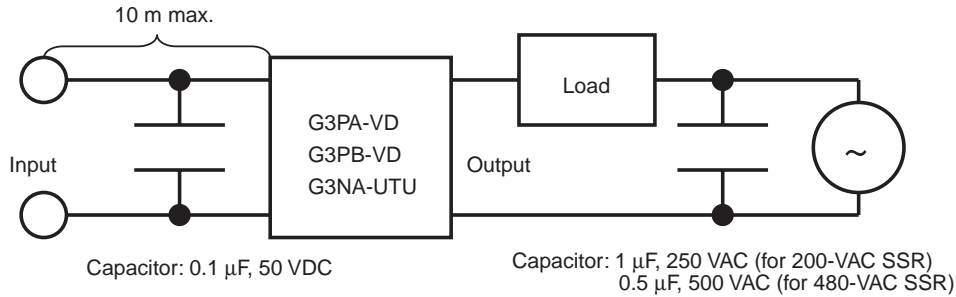 10 m max.
Load
G3PA-VD
G3PB-VD
G3NA-UTU
Input
Output
~
Capacitor: 0.1 μF, 50 VDC
Capacitor: 1 μF, 250 VAC (for 200-VAC SSR)
0.5 μF, 500 VAC (for 480-VAC SSR)